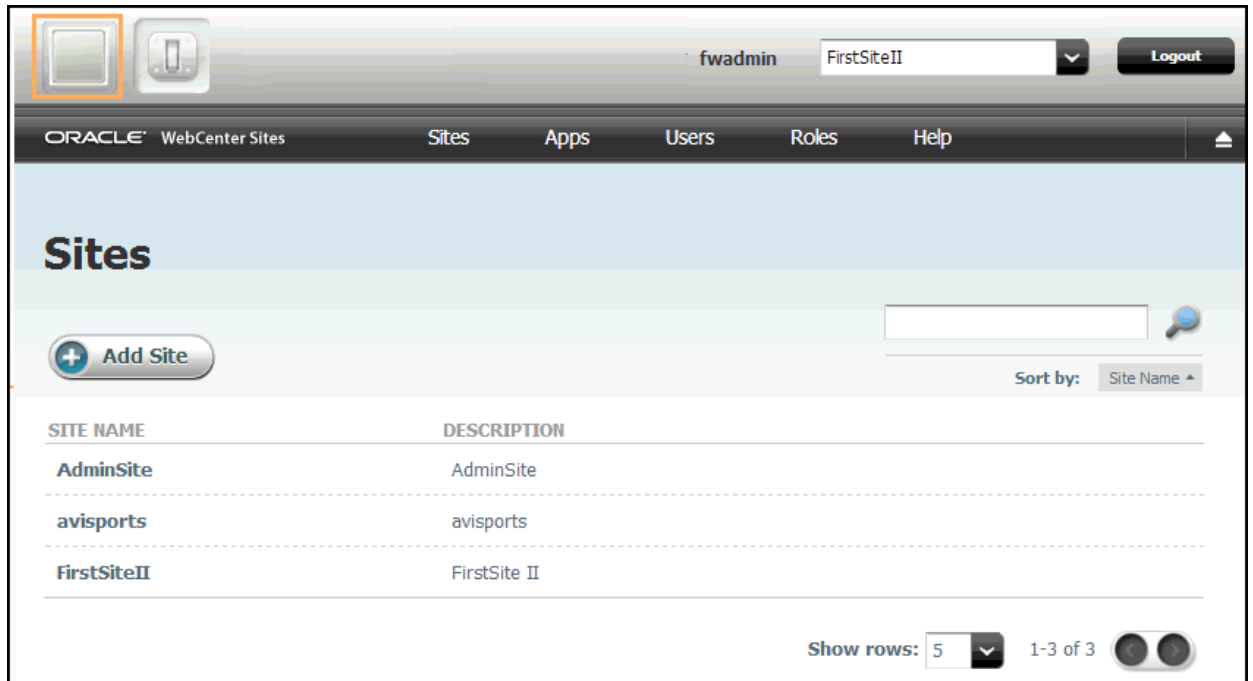 fwadmin FirstSiteII Logout
ORACLE WebCenter Sites Sites Apps Users Roles Help
Sites
Add Site
Sort by: Site Name
SITE NAME DESCRIPTION
AdminSite AdminSite
avisports avisports
FirstSiteII FirstSite II
Show rows: 5 1-3 of 3